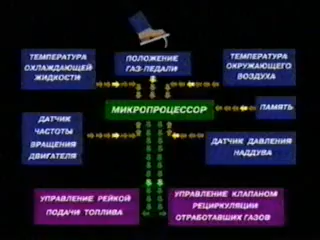 ТЕМПЕРАТУРА
ОХЛАЖДАЮЩЕЙ
ЖИДКОСТИ
ПОЛОЖЕНИЕ
ГАЗ-ПЕДАЛИ
ТЕМПЕРАТУРА
ОКРУЖАЮЩЕГО
ВОЗДУХА
МИКРОПРОЦЕССОР
ПАМЯТЬ
ДАТЧИК
ЧАСТОТЫ
ВРАЩЕНИЯ
ДВИГАТЕЛЯ
ДАТЧИК ДАВЛЕНИЯ
НАДДУВА
УПРАВЛЕНИЕ РЕЙКОЙ
ПОДАЧИ ТОПЛИВА
УПРАВЛЕНИЕ КЛАПАНОМ
РЕЦИРКУЛЯЦИИ
ОТРАБОТАВШИХ ГАЗОВ